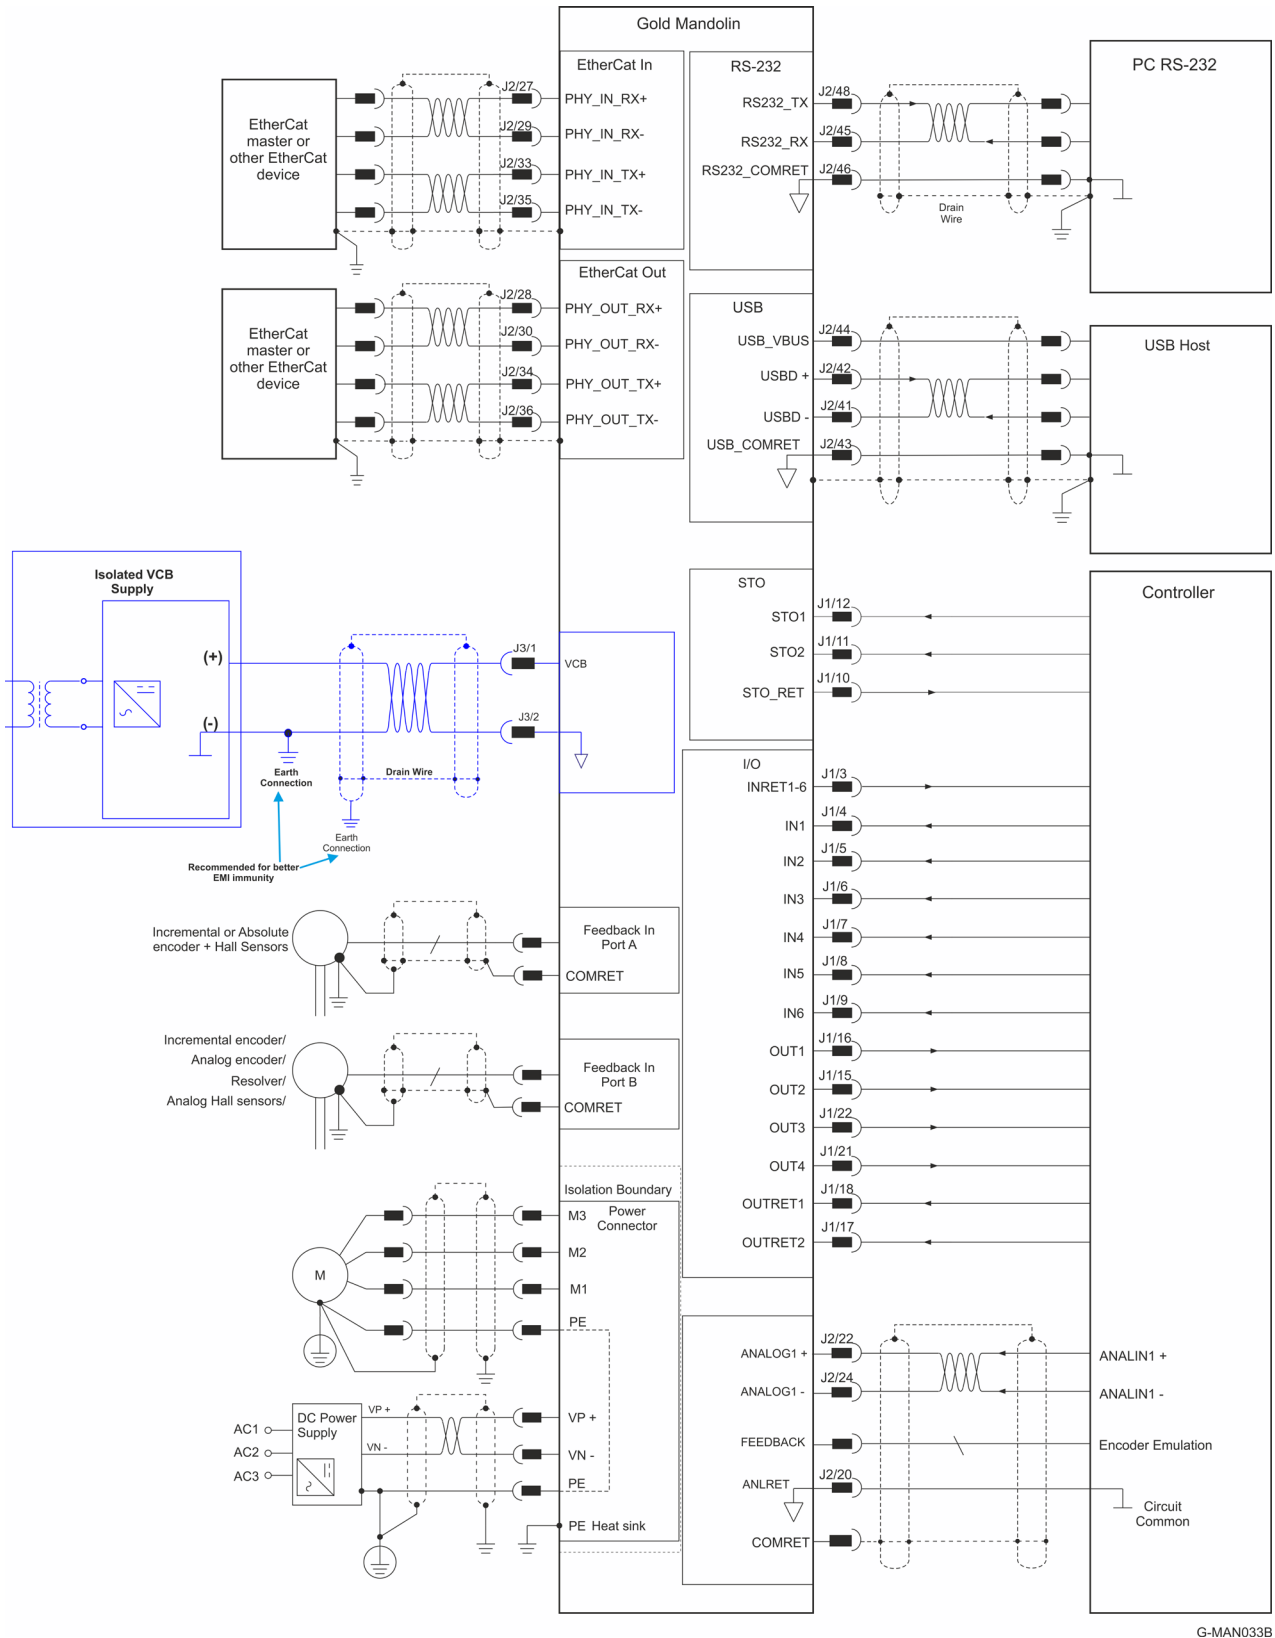 Gold Mandolin
EtherCat In
J2/27
PHY_IN_RX+
J2/29
PHY_IN_RX-
J2/33
PHY_IN_TX+
J2/35
PHY_IN_TX-
EtherCat
master or
other EtherCat
device
EtherCat Out
J2/28
PHY_OUT_RX+
J2/30
PHY_OUT_RX-
J2/34
PHY_OUT_TX+
J2/36
PHY_OUT_TX-
EtherCat
master or
other EtherCat
device
RS-232
RS232_TX
J2/48
RS232_RX
J2/45
RS232_COMRET
J2/46
Drain
Wire
PC RS-232
USB
USB_VBUS
J2/44
USBD +
J2/42
USBD -
J2/41
USB_COMRET
J2/43
USB Host
Isolated VCB
Supply
(+)
(-)
J3/1
VCB
J3/2
Earth
Connection
Drain Wire
Earth
Connection
Recommended for better
EMI immunity
STO
STO1
J1/12
STO2
J1/11
STO_RET
J1/10
Controller
I/O
INRET1-6
J1/3
IN1
J1/4
IN2
J1/5
IN3
J1/6
IN4
J1/7
IN5
J1/8
IN6
J1/9
OUT1
J1/16
OUT2
J1/15
OUT3
J1/22
OUT4
J1/21
OUTRET1
J1/18
OUTRET2
J1/17
Incremental or Absolute
encoder + Hall Sensors
Feedback In
Port A
COMRET
Incremental encoder/
Analog encoder/
Resolver/
Analog Hall sensors/
Feedback In
Port B
COMRET
Isolation Boundary
Power
Connector
M3
M2
M1
PE
M
DC Power
Supply
AC1
AC2
AC3
VP +
VN -
VP +
VN -
PE
PE Heat sink
ANALOG1 +
J2/22
ANALIN1 +
ANALOG1 -
J2/24
ANALIN1 -
FEEDBACK
Encoder Emulation
ANLRET
J2/20
Circuit
Common
COMRET
G-MAN033B